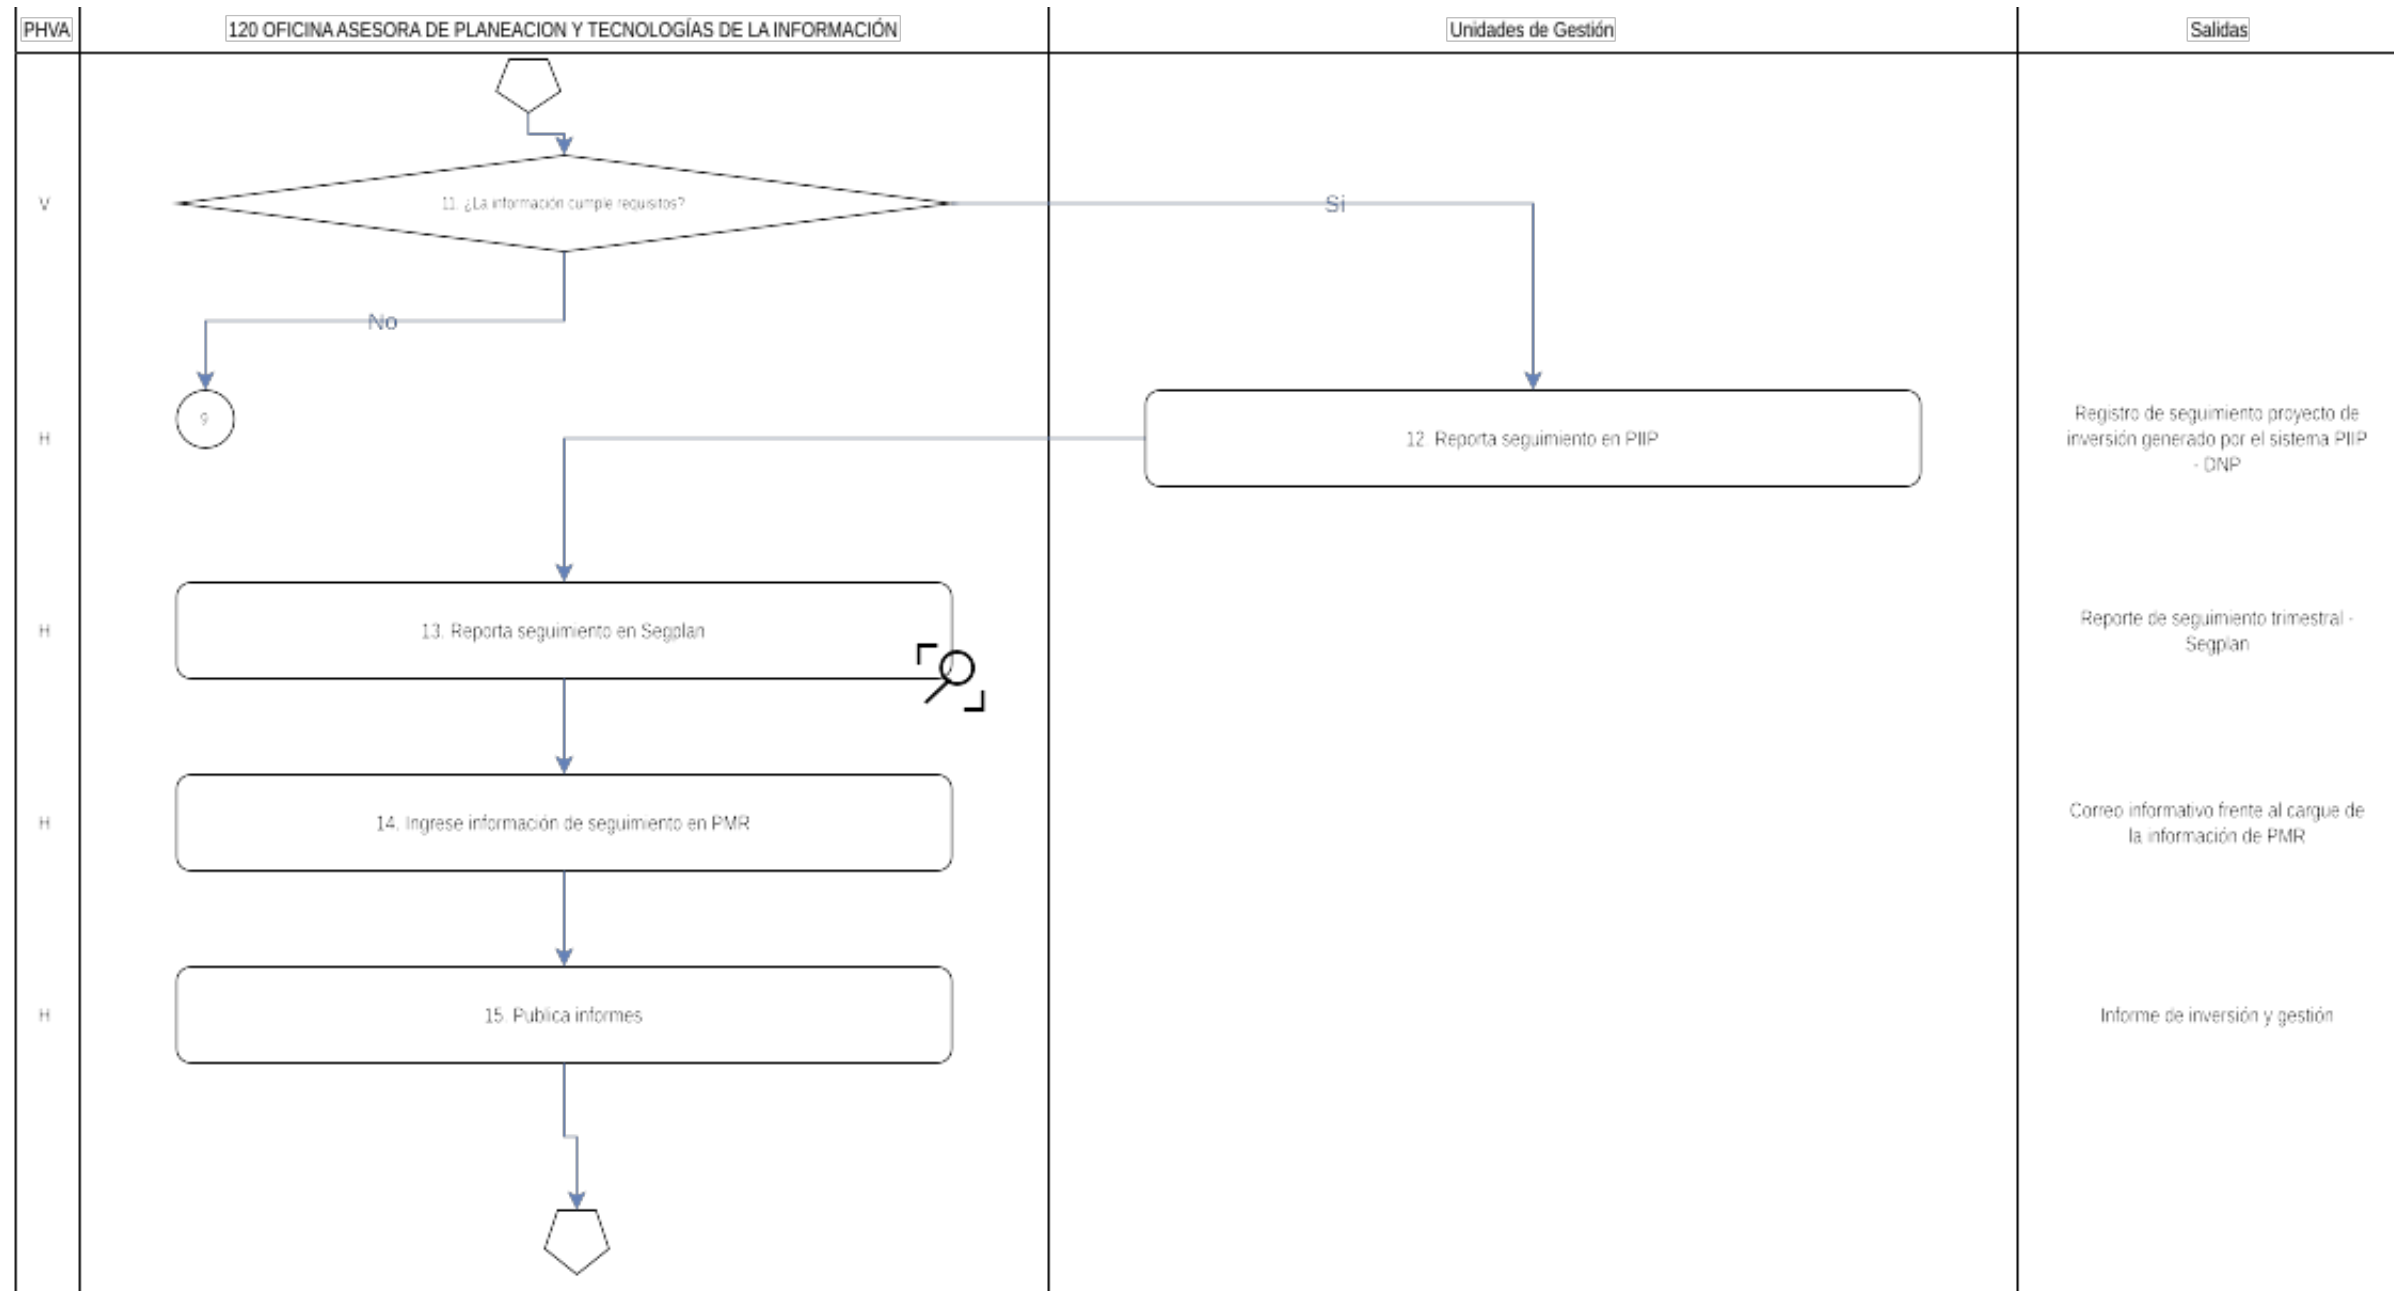 PHVA
120 OFICINA ASESORA DE PLANEACION Y TECNOLOGÍAS DE LA INFORMACIÓN
Unidades de Gestión
Salidas
V
11. ¿La información cumple requisitos?
Si
No
H
9
12. Reporta seguimiento en PIIP
Registro de seguimiento proyecto de
inversión generado por el sistema PIIP
- DNP
H
13. Reporta seguimiento en Segplan
Reporte de seguimiento trimestral -
Segplan
H
14. Ingrese información de seguimiento en PMR
Correo informativo frente al cargue de
la información de PMR
H
15. Publica informes
Informe de inversión y gestión